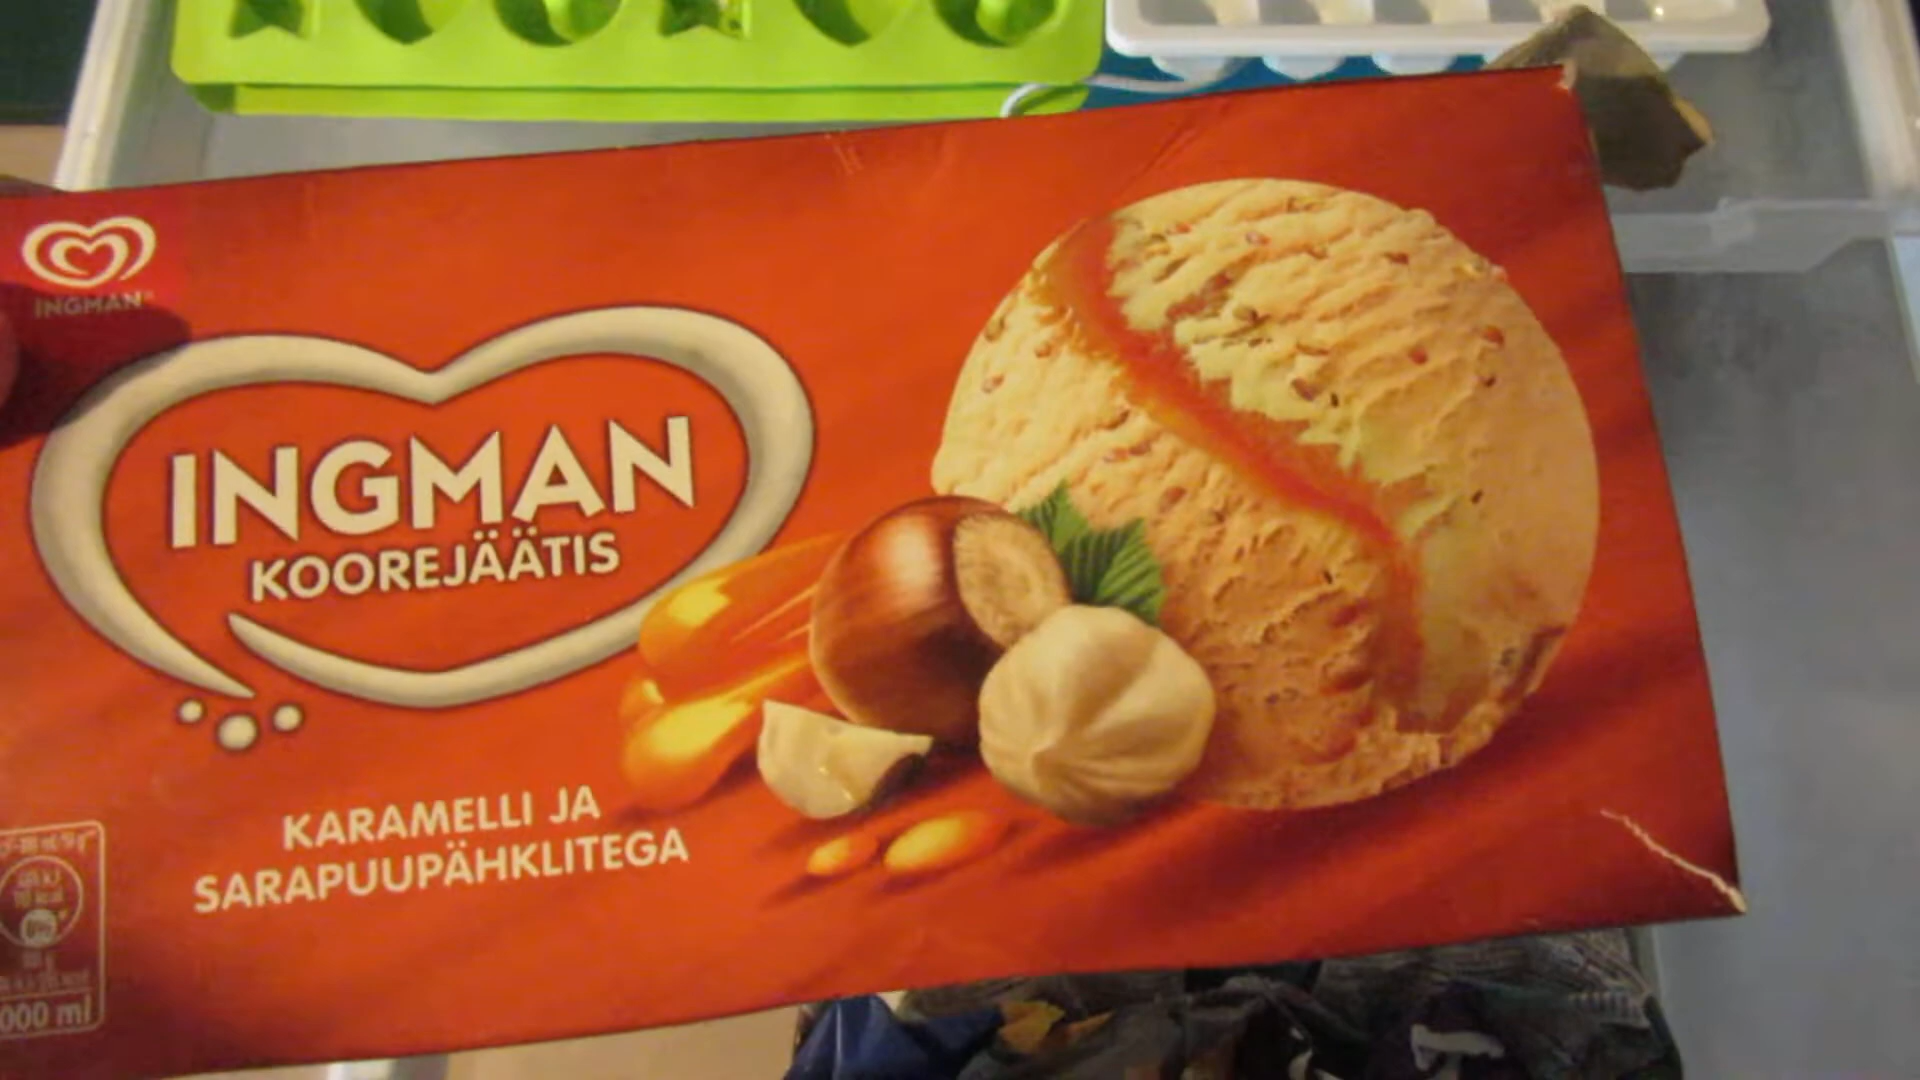 INGMAN
INGMAN
KOOREJÄÄTIS
KARAMELLI JA
SARAPUUPÄHKLITEGA
000 ml